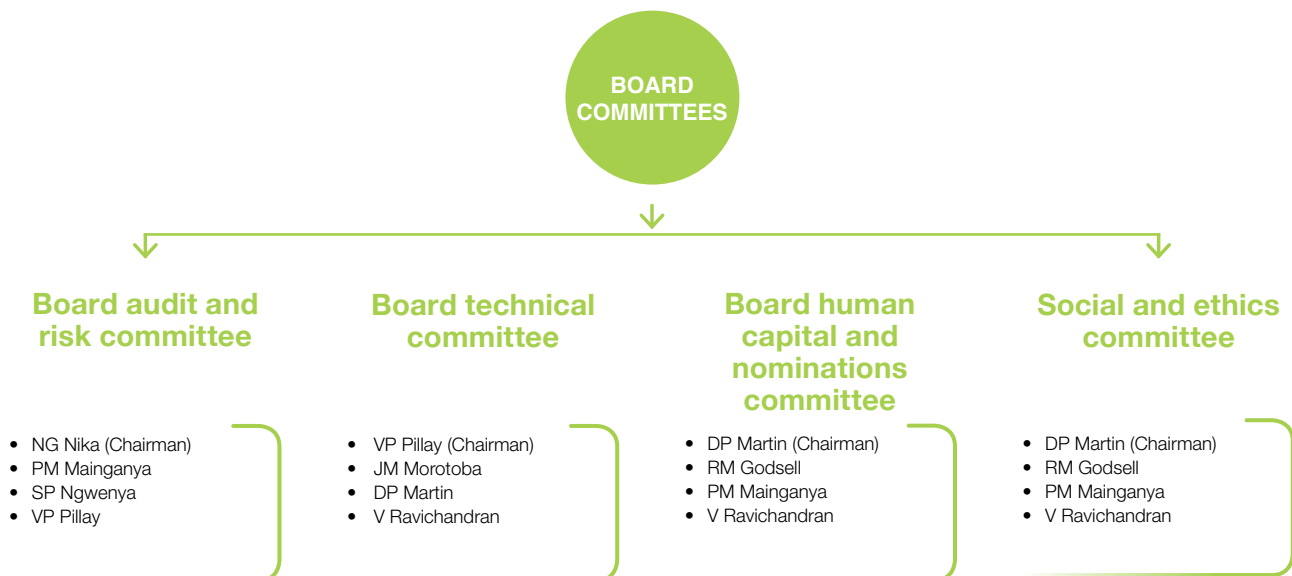 BOARD
COMMITTEES
Board audit and
risk committee
• NG Nika (Chairman)
• PM Mainganya
• SP Ngwenya
• VP Pillay
Board technical
committee
• VP Pillay (Chairman)
• JM Morotoba
• DP Martin
• V Ravichandran
Board human
capital and
nominations
committee
• DP Martin (Chairman)
• RM Godsell
• PM Mainganya
• V Ravichandran
Social and ethics
committee
• DP Martin (Chairman)
• RM Godsell
• PM Mainganya
• V Ravichandran